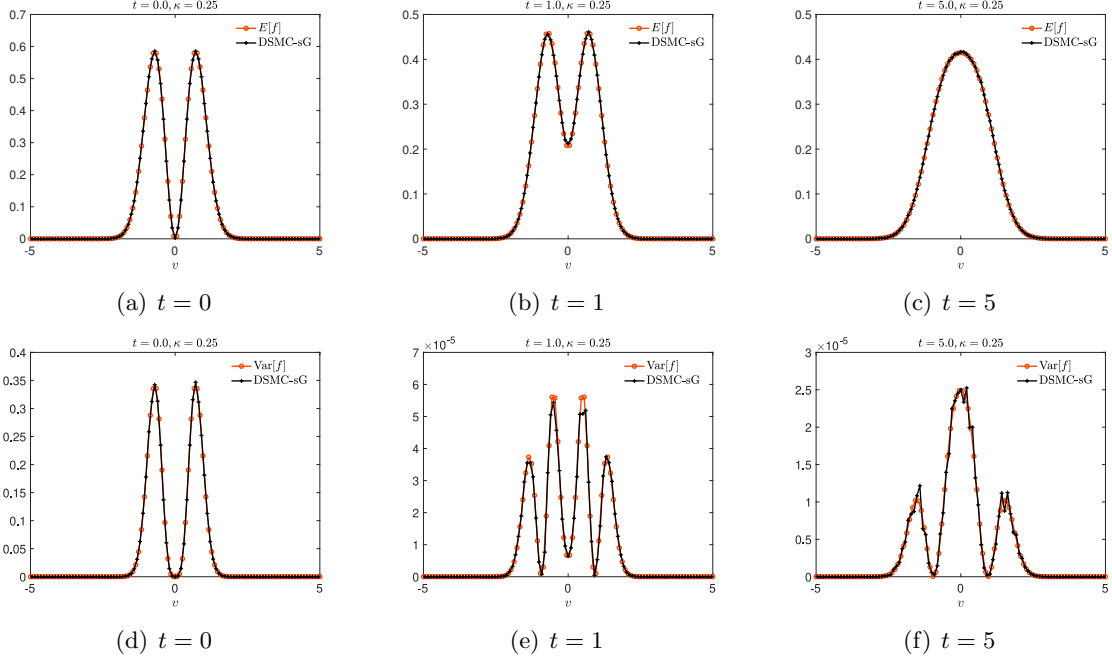 t = 0.0, κ = 0.25
0.7
0.6
0.5
0.4
0.3
0.2
0.1
0
-5 0 5
v
E[f]
DSMC-sG
(a) t = 0
t = 1.0, κ = 0.25
0.5
0.4
0.3
0.2
0.1
0
-5 0 5
v
E[f]
DSMC-sG
(b) t = 1
t = 5.0, κ = 0.25
0.5
0.4
0.3
0.2
0.1
0
-5 0 5
v
E[f]
DSMC-sG
(c) t = 5
t = 0.0, κ = 0.25
0.4
0.35
0.3
0.25
0.2
0.15
0.1
0.05
0
-5 0 5
v
Var[f]
DSMC-sG
(d) t = 0
t = 1.0, κ = 0.25
×10⁻⁵
7
6
5
4
3
2
1
0
-5 0 5
v
Var[f]
DSMC-sG
(e) t = 1
t = 5.0, κ = 0.25
×10⁻⁵
3
2.5
2
1.5
1
0.5
0
-5 0 5
v
Var[f]
DSMC-sG
(f) t = 5